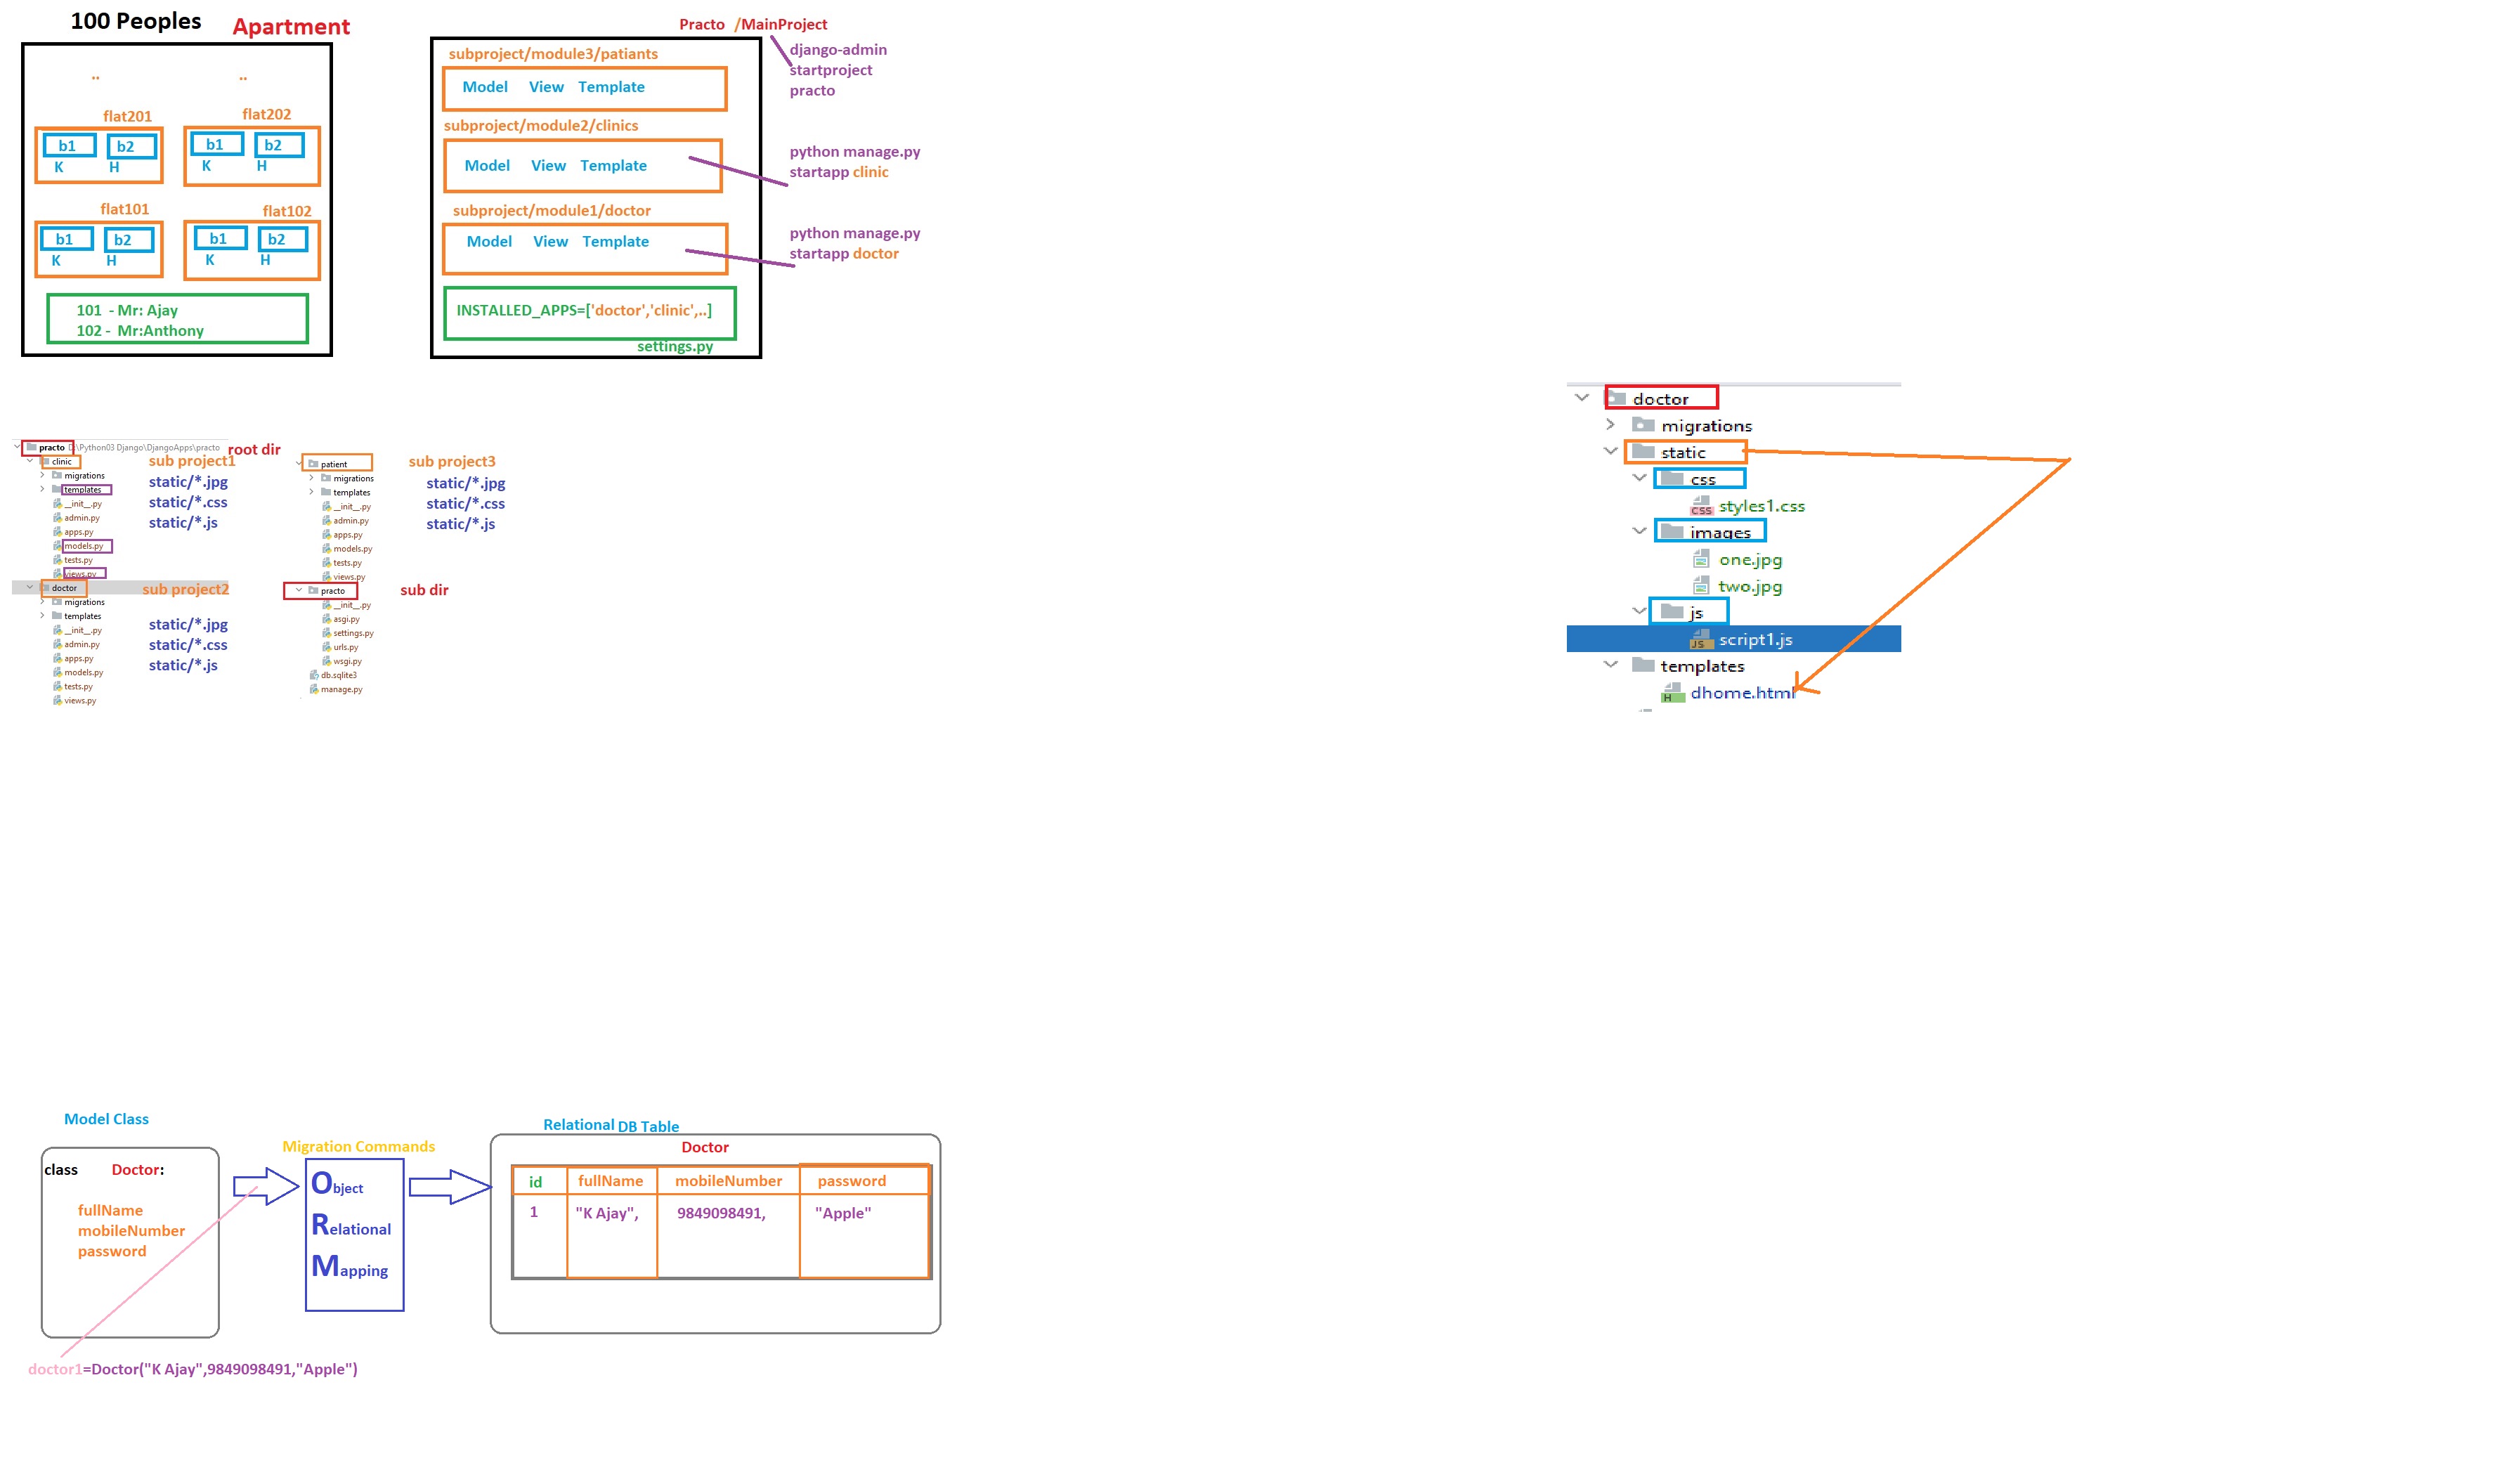 100 Peoples
Apartment
..
..
flat201
flat202
b1
b2
b1
b2
K
H
K
H
flat101
flat102
b1
b2
b1
b2
K
H
K
H
101 - Mr: Ajay
102 - Mr:Anthony
Practo /MainProject
django-admin
startproject
practo
subproject/module3/patiants
Model View Template
subproject/module2/clinics
Model View Template
python manage.py
startapp clinic
subproject/module1/doctor
Model View Template
python manage.py
startapp doctor
INSTALLED_APPS=['doctor','clinic',..]
settings.py
practo D:\Python03 Django\DjangoApps\practo
root dir
clinic
sub project1
migrations
static/*.jpg
templates
static/*.css
__init__.py
static/*.js
admin.py
apps.py
models.py
tests.py
views.py
doctor
sub project2
migrations
templates
static/*.jpg
__init__.py
static/*.css
admin.py
static/*.js
apps.py
models.py
tests.py
views.py
patient
sub project3
migrations
static/*.jpg
templates
static/*.css
__init__.py
static/*.js
admin.py
apps.py
models.py
tests.py
views.py
practo
sub dir
__init__.py
asgi.py
settings.py
urls.py
wsgi.py
db.sqlite3
manage.py
doctor
migrations
static
css
styles1.css
images
one.jpg
two.jpg
js
script1.js
templates
dhome.html
Model Class
class Doctor:
fullName
mobileNumber
password
Migration Commands
Object
Relational
Mapping
Relational DB Table
Doctor
id fullName mobileNumber password
1 "K Ajay", 9849098491, "Apple"
doctor1=Doctor("K Ajay",9849098491,"Apple")